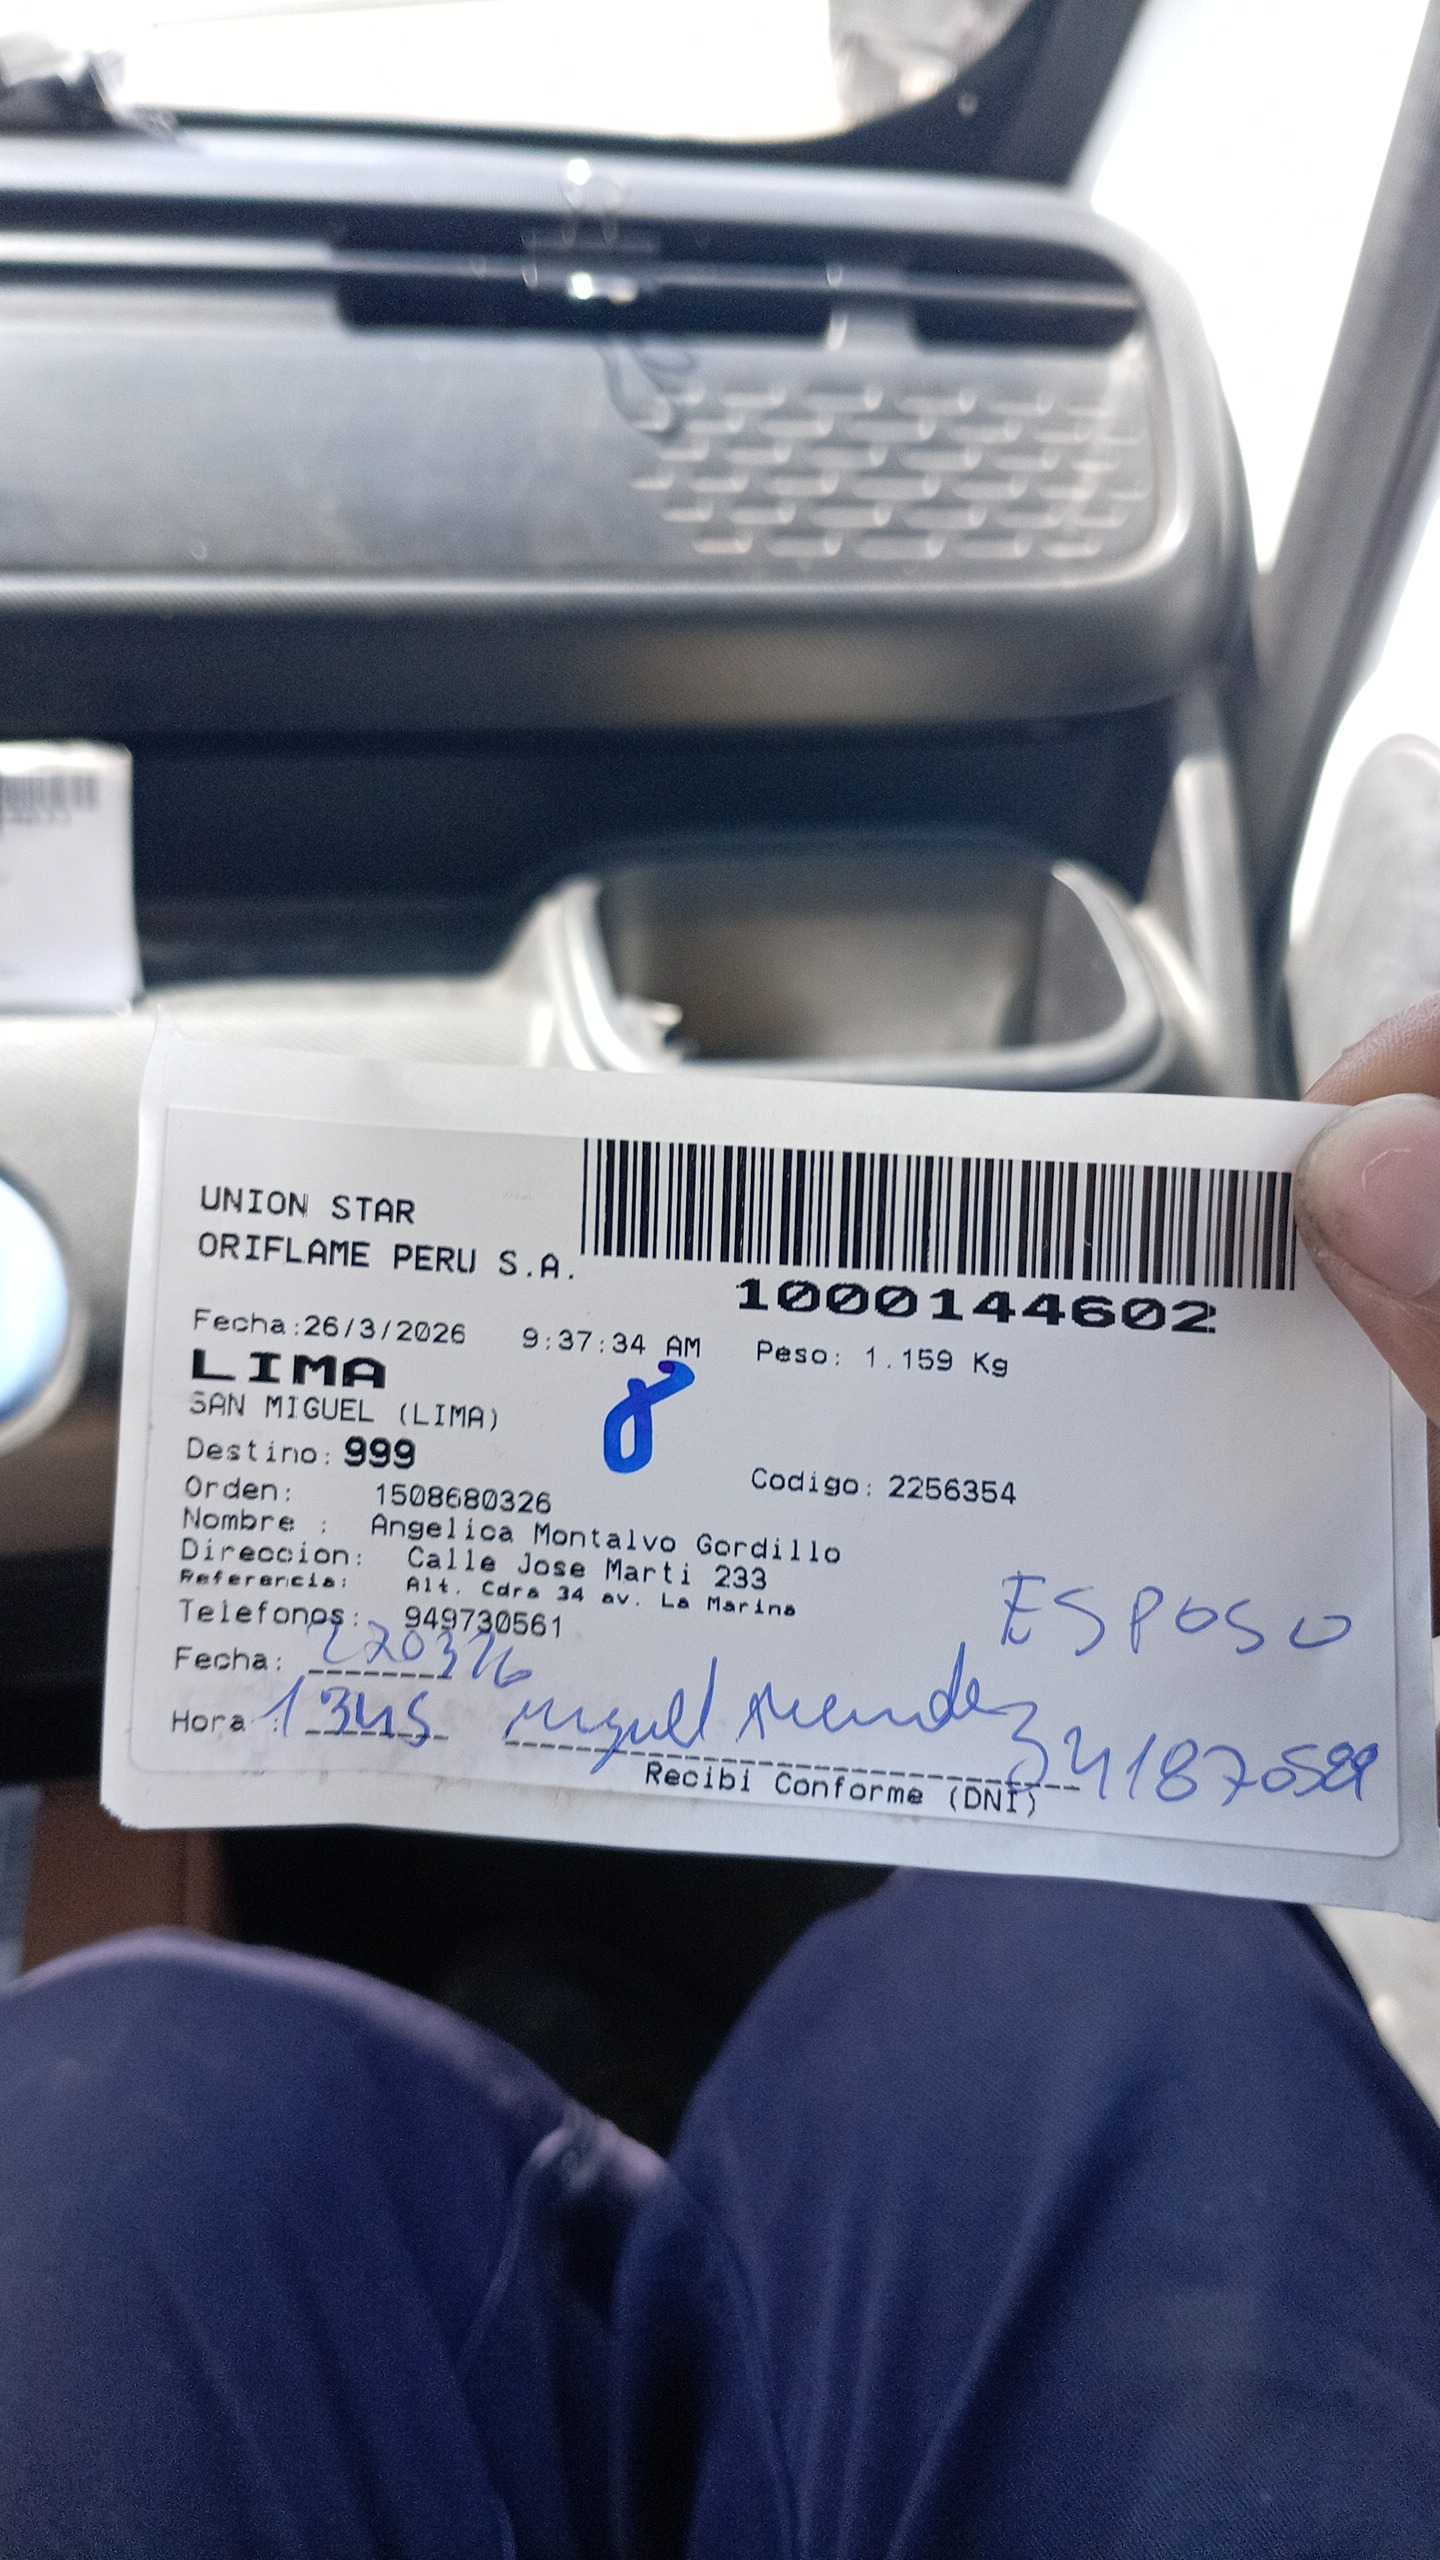 UNION STAR
ORIFLAME PERU S.A.
1000144602
Fecha:26/3/2026 9:37:34 AM Peso: 1.159 Kg
LIMA
SAN MIGUEL (LIMA)
8
Destino: 999
Codigo: 2256354
Orden: 1508680326
Nombre : Angelica Montalvo Gordillo
Direccion: Calle Jose Marti 233
Referencia: Alt. Cdra 34 av. La Marina
ESPOSO
Telefonos: 949730561
Fecha: 270326
Hora : 1345 Miguel Mendez
Recibi Conforme (DNI)